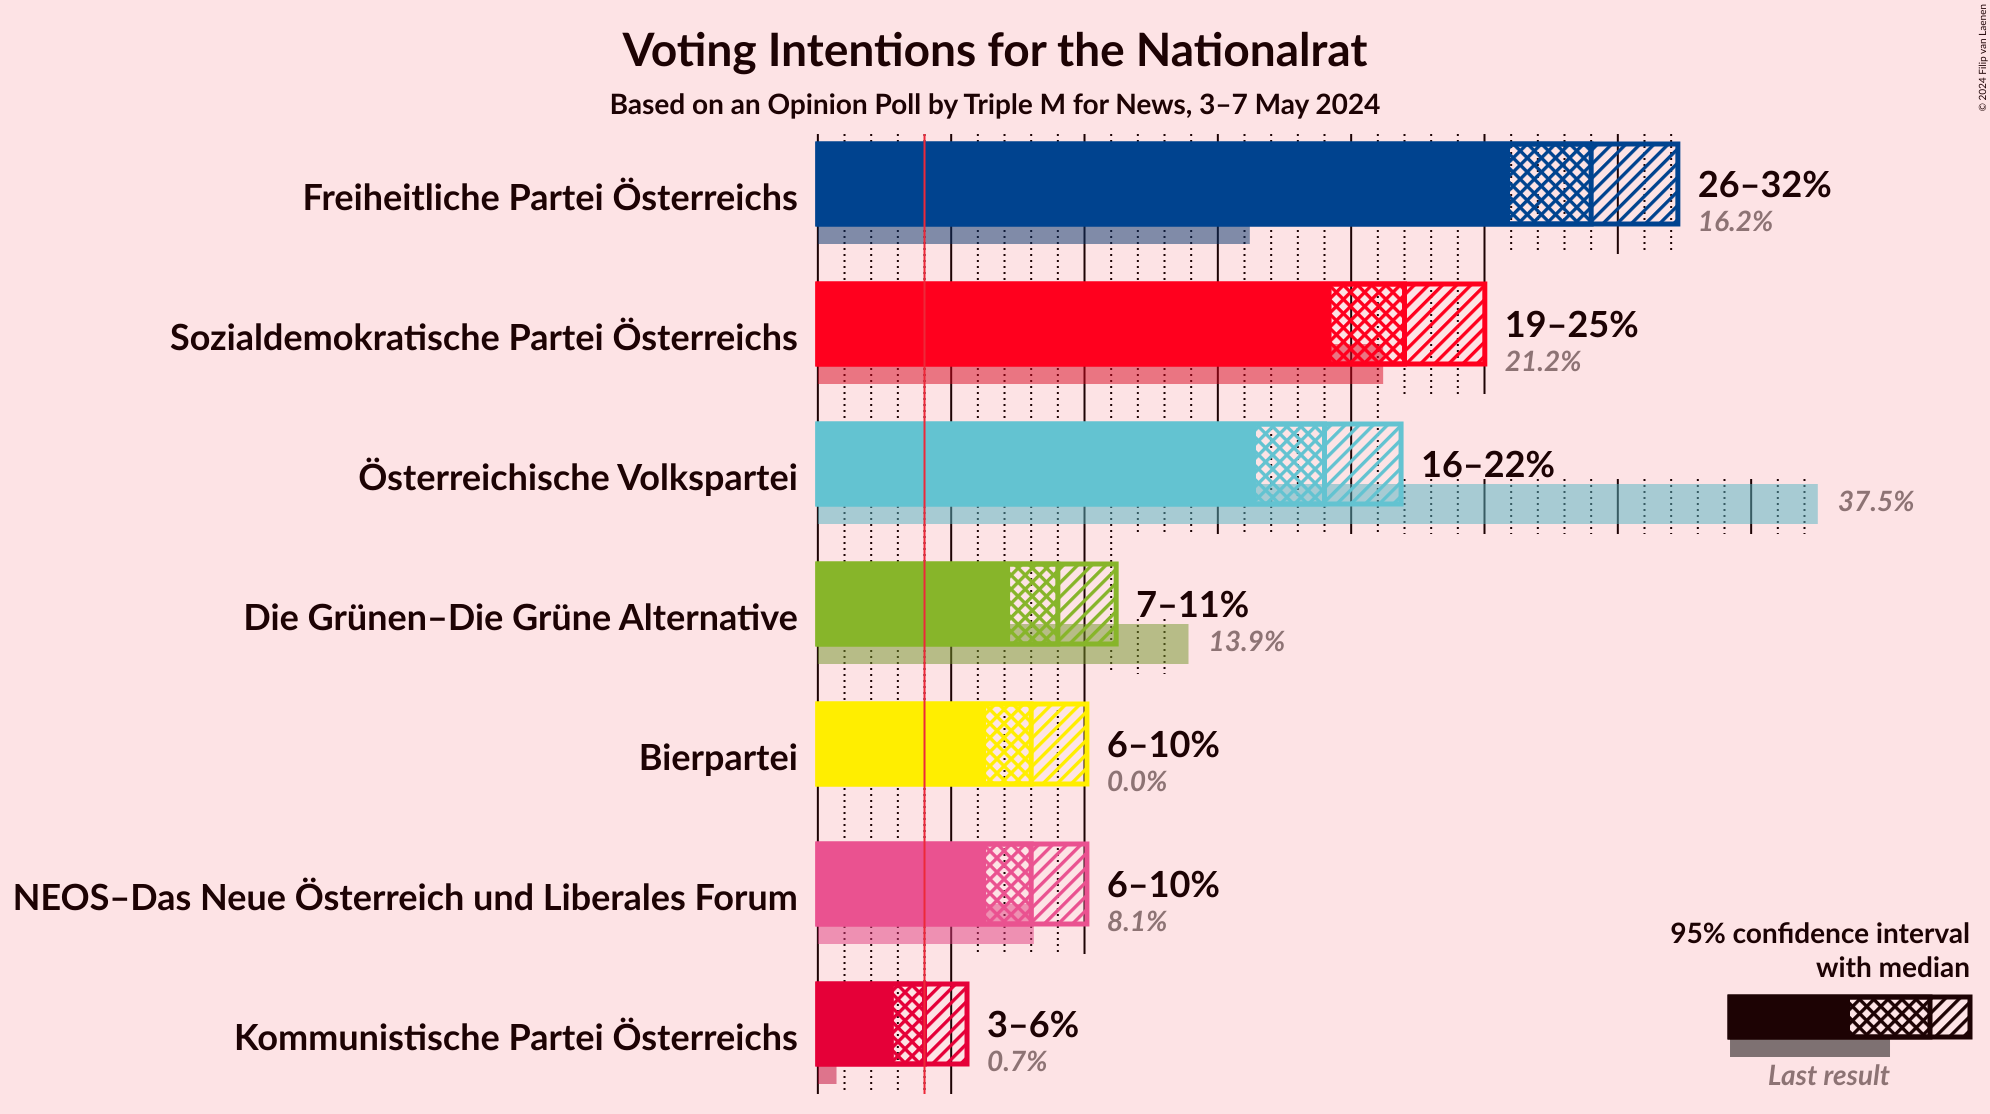 Voting Intentions for the Nationalrat
Based on an Opinion Poll by Triple M for News, 3–7 May 2024
© 2024 Filip van Laenen
Freiheitliche Partei Österreichs
26–32%
16.2%
Sozialdemokratische Partei Österreichs
19–25%
21.2%
Österreichische Volkspartei
16–22%
37.5%
Die Grünen–Die Grüne Alternative
7–11%
13.9%
Bierpartei
6–10%
0.0%
NEOS–Das Neue Österreich und Liberales Forum
6–10%
8.1%
Kommunistische Partei Österreichs
3–6%
0.7%
95% confidence interval
with median
Last result